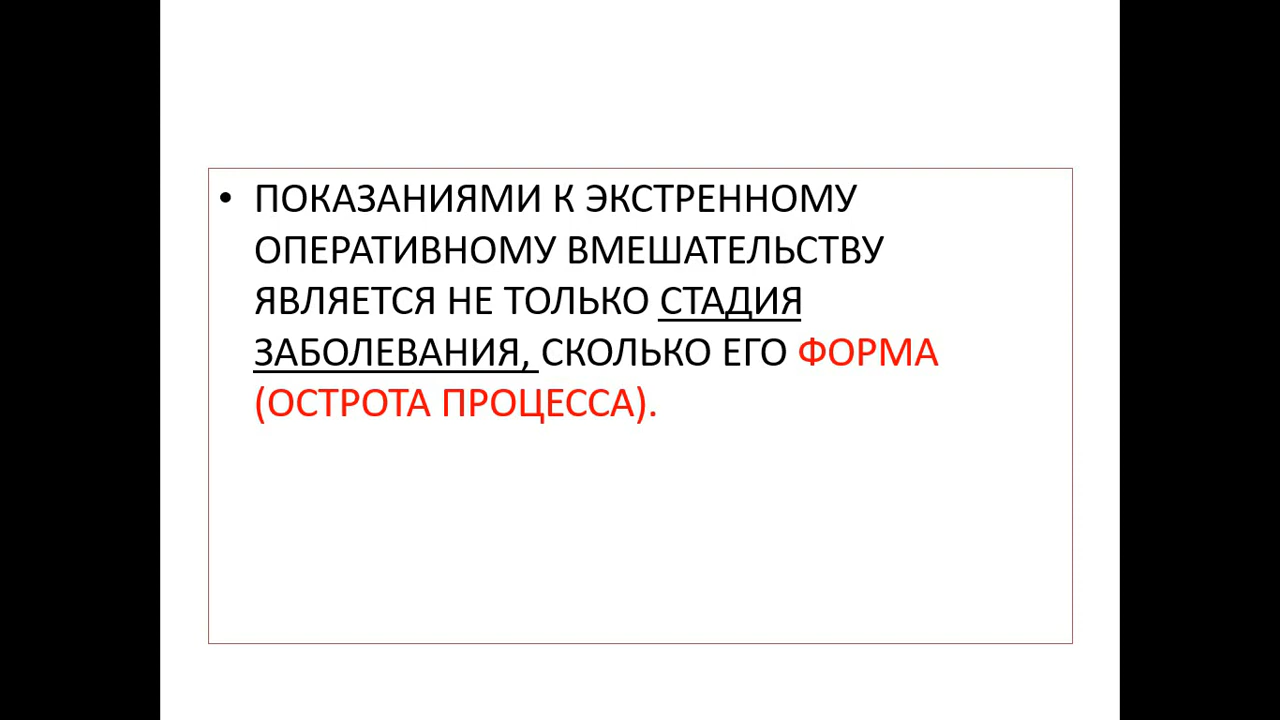 • ПОКАЗАНИЯМИ К ЭКСТРЕННОМУ
ОПЕРАТИВНОМУ ВМЕШАТЕЛЬСТВУ
ЯВЛЯЕТСЯ НЕ ТОЛЬКО СТАДИЯ
ЗАБОЛЕВАНИЯ, СКОЛЬКО ЕГО ФОРМА
(ОСТРОТА ПРОЦЕССА).